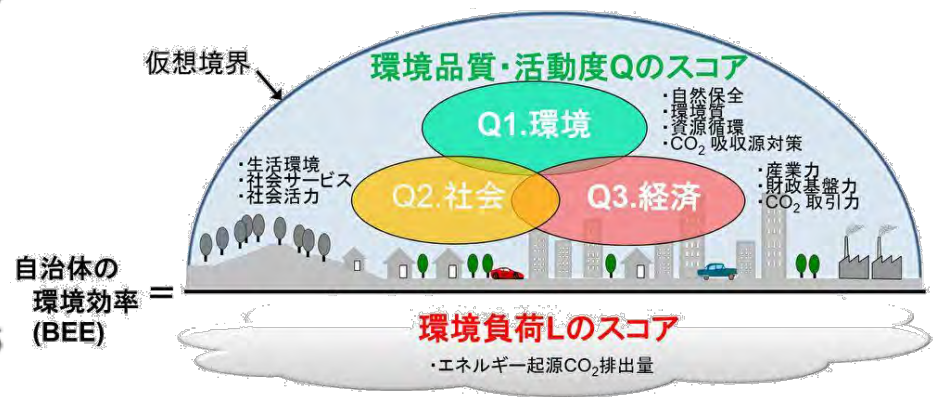 仮想境界
環境品質・活動度Qのスコア
Q1.環境
・自然保全
・環境質
・資源循環
・CO2 吸収源対策
・生活環境
・社会サービス
・社会活力
Q2.社会
Q3.経済
・産業力
・財政基盤力
・CO2 取引力
自治体の
環境効率
(BEE)
=
環境負荷Lのスコア
・エネルギー起源CO2排出量